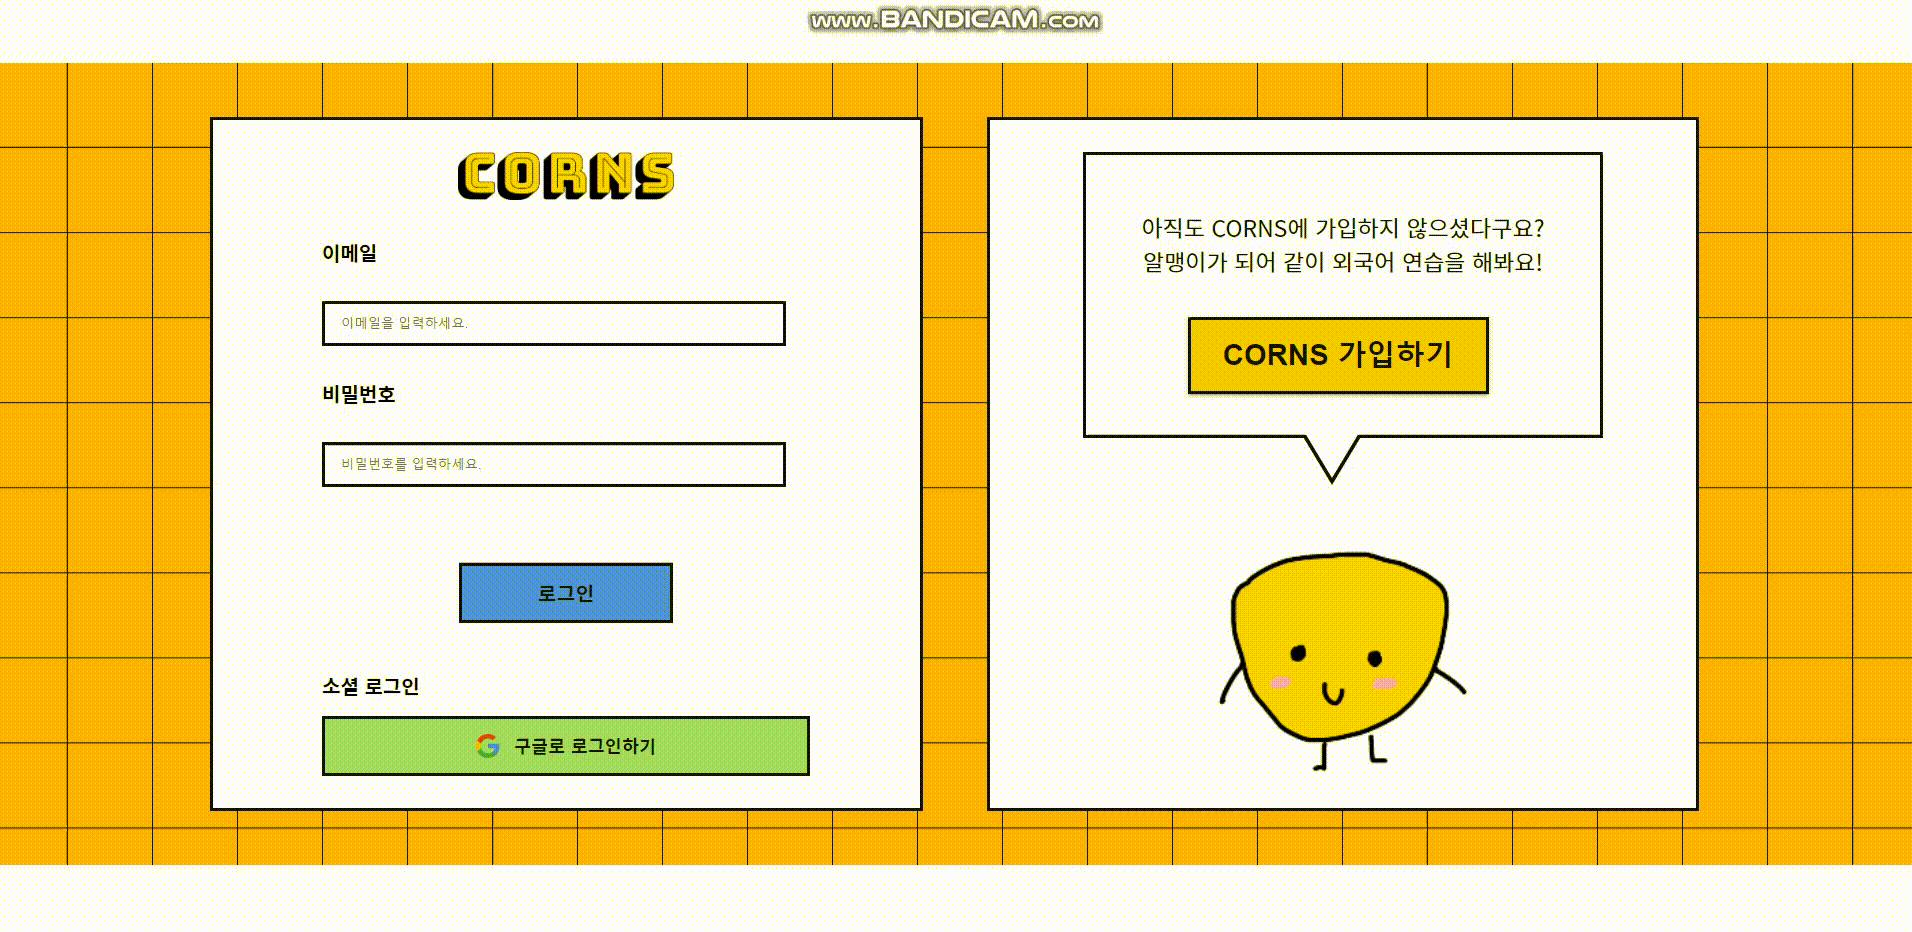 www.BANDICAM.com
CORNS
이메일
이메일을 입력하세요.
비밀번호
비밀번호를 입력하세요.
로그인
소셜 로그인
구글로 로그인하기
아직도 CORNS에 가입하지 않으셨다구요?
알맹이가 되어 같이 외국어 연습을 해봐요!
CORNS 가입하기